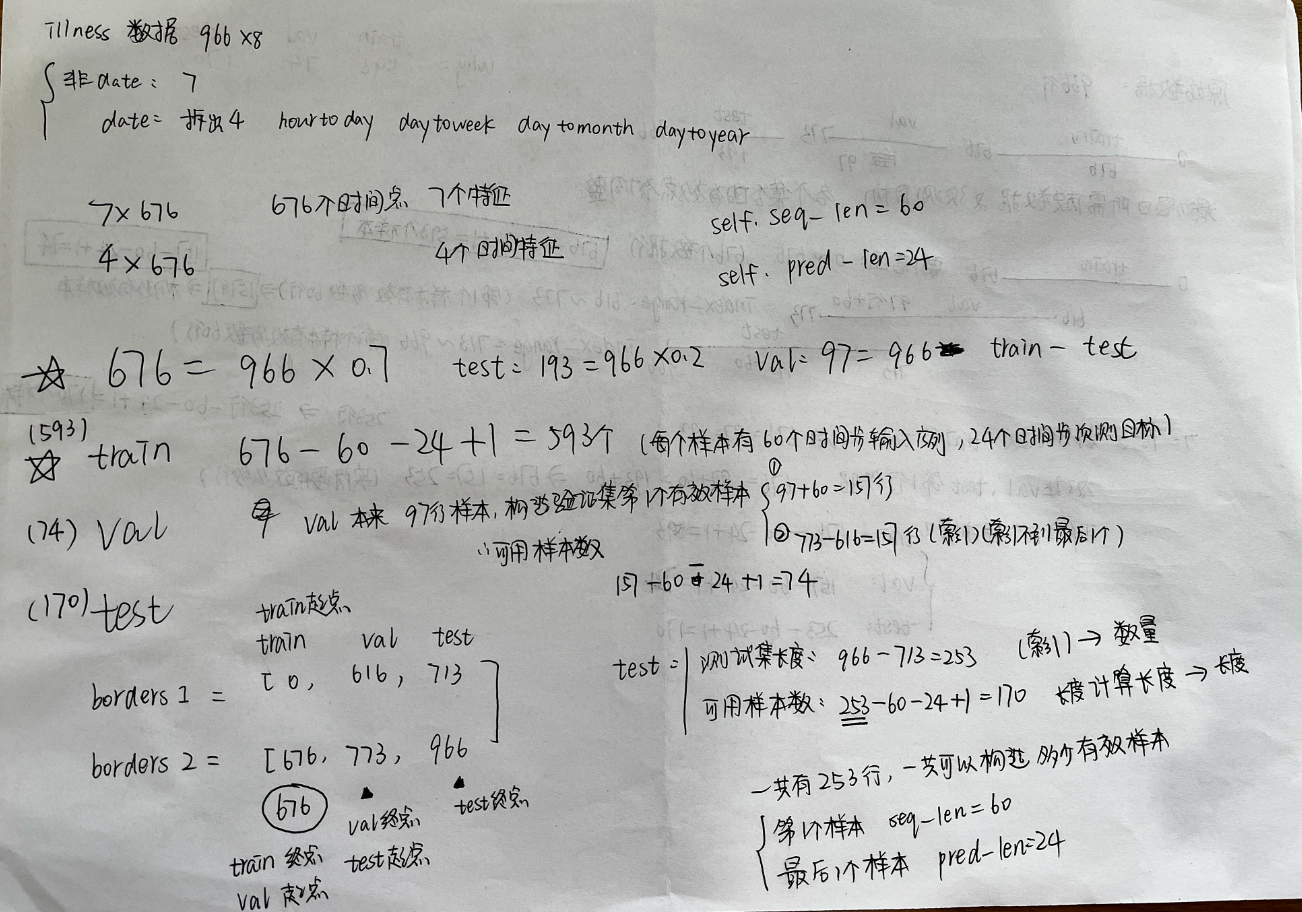 illness 数据 966 × 8
非date： 7
date= 拆出4 hourtoday daytoweek daytomonth daytoyear
7×676 676个时间点 7个特征
4×676 4个时间特征
self. seq-len = 60
self. pred-len=24
☆ 676 = 966 × 0.7 test: 193=966×0.2 val: 97= 966 train - test
(593)
☆ train 676-60-24+1 = 593个 (每个样本有60个时间步输入序列，24个时间步预测目标)
(74) val val 本来 97行样本，构造验证集第1个有效样本
① 97+60=157行
② 773-616=157行 (索引)(索引不到最后1个)
∴可用样本数
157+60-24+1=74
(170) test
train起点
train val test
borders 1 = [ 0, 616, 713 ]
borders 2 = [676, 773, 966
676
val终点 test终点
train 终点 test起点
val 起点
test= 测试集长度： 966-713=253 (索引) → 数量
可用样本数： 253-60-24+1=170 长度计算长度 → 长度
一共有253行，一共可以构造多少个有效样本
第1个样本 seq-len=60
最后1个样本 pred-len=24